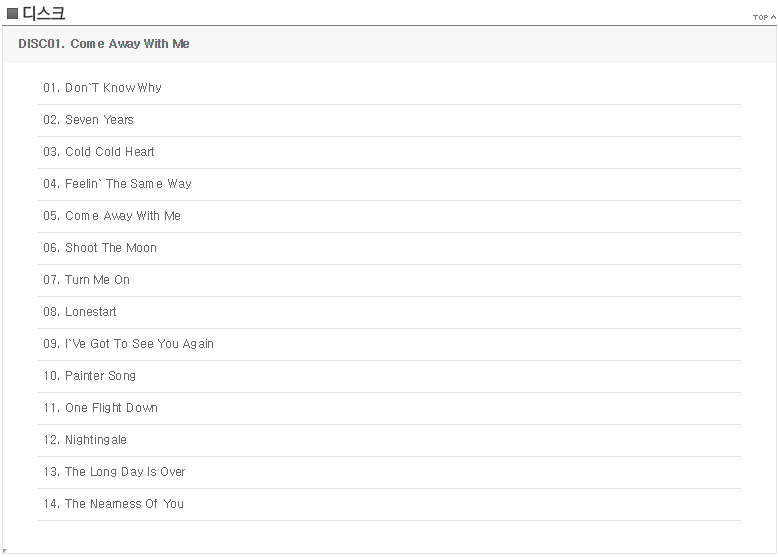 디스크
TOP
DISC01. Come Away With Me
01. Don`T Know Why
02. Seven Years
03. Cold Cold Heart
04. Feelin` The Same Way
05. Come Away With Me
06. Shoot The Moon
07. Turn Me On
08. Lonestart
09. I`Ve Got To See You Again
10. Painter Song
11. One Flight Down
12. Nightingale
13. The Long Day Is Over
14. The Nearness Of You